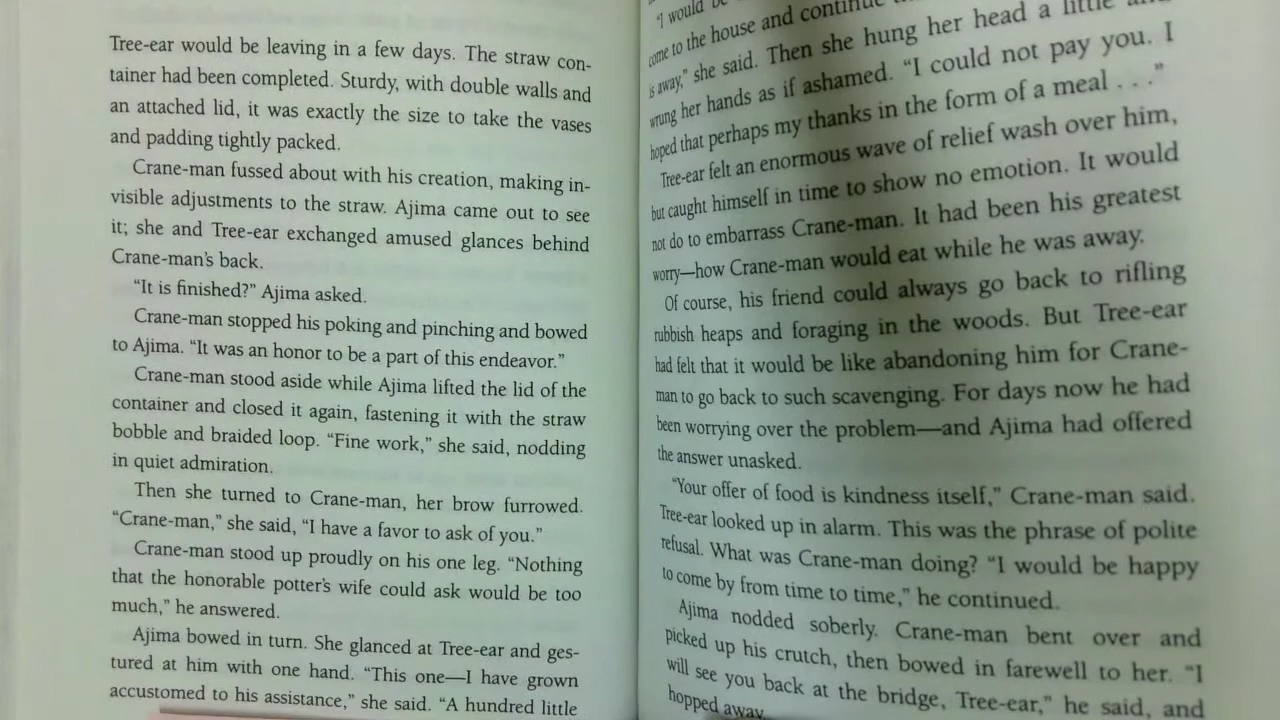 Tree-ear would be leaving in a few days. The straw con-
tainer had been completed. Sturdy, with double walls and
an attached lid, it was exactly the size to take the vases
and padding tightly packed.
Crane-man fussed about with his creation, making in-
visible adjustments to the straw. Ajima came out to see
it; she and Tree-ear exchanged amused glances behind
Crane-man's back.
“It is finished?” Ajima asked.
Crane-man stopped his poking and pinching and bowed
to Ajima. “It was an honor to be a part of this endeavor.”
Crane-man stood aside while Ajima lifted the lid of the
container and closed it again, fastening it with the straw
bobble and braided loop. “Fine work,” she said, nodding
in quiet admiration.
Then she turned to Crane-man, her brow furrowed.
“Crane-man,” she said, “I have a favor to ask of you.”
Crane-man stood up proudly on his one leg. “Nothing
that the honorable potter's wife could ask would be too
much,” he answered.
Ajima bowed in turn. She glanced at Tree-ear and ges-
tured at him with one hand. “This one—I have grown
accustomed to his assistance,” she said. “A hundred little
“I would be
come to the house and continue
is away,” she said. Then she hung her head a little and
wrung her hands as if ashamed. “I could not pay you. I
hoped that perhaps my thanks in the form of a meal . . .”
Tree-ear felt an enormous wave of relief wash over him,
but caught himself in time to show no emotion. It would
not do to embarrass Crane-man. It had been his greatest
worry—how Crane-man would eat while he was away.
Of course, his friend could always go back to rifling
rubbish heaps and foraging in the woods. But Tree-ear
had felt that it would be like abandoning him for Crane-
man to go back to such scavenging. For days now he had
been worrying over the problem—and Ajima had offered
the answer unasked.
“Your offer of food is kindness itself,” Crane-man said.
Tree-ear looked up in alarm. This was the phrase of polite
refusal. What was Crane-man doing? “I would be happy
to come by from time to time,” he continued.
Ajima nodded soberly. Crane-man bent over and
picked up his crutch, then bowed in farewell to her. “I
will see you back at the bridge, Tree-ear,” he said, and
hopped away.